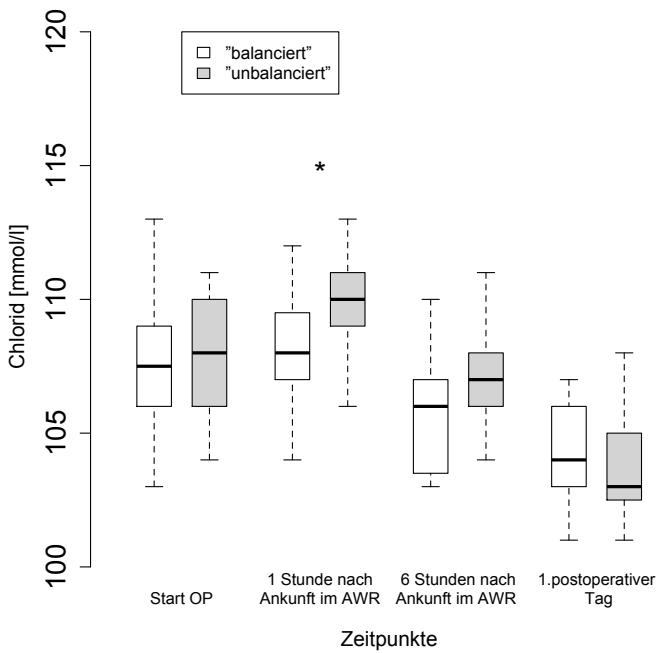 120
115
110
105
100
Chlorid [mmol/l]
”balanciert”
”unbalanciert”
*
Start OP
1 Stunde nach
Ankunft im AWR
6 Stunden nach
Ankunft im AWR
1.postoperativer
Tag
Zeitpunkte